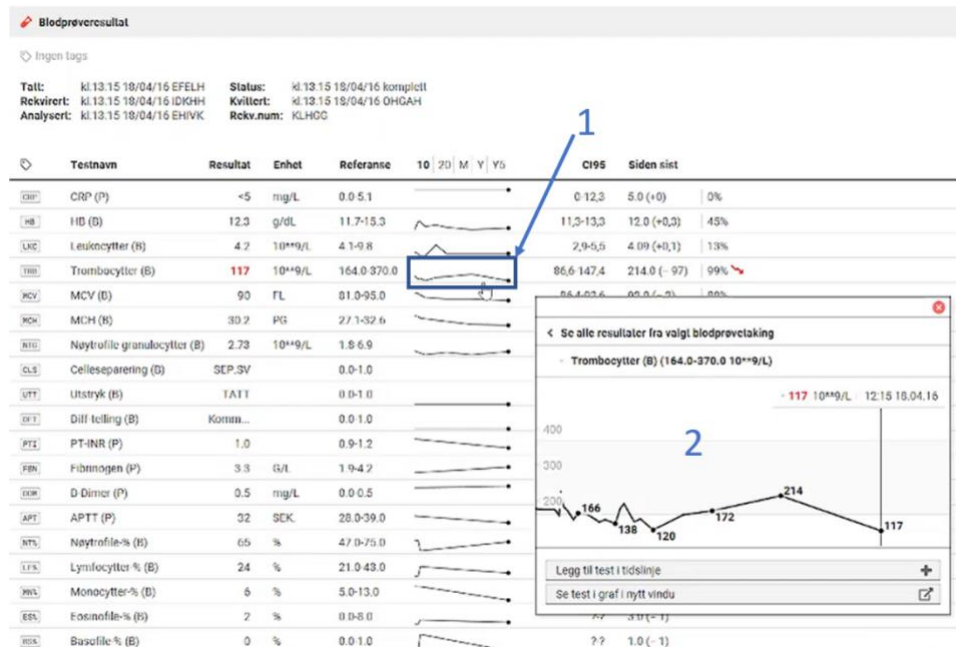 Blodprøveresultat
Ingen tags
Tatt: kl.13:15 18/04/16 EFELH Status: kl.13:15 18/04/16 komplett
Rekvirert: kl.13:15 18/04/16 IDKHH Kvittert: kl.13:15 18/04/16 OHGAH
Analysert: kl.13:15 18/04/16 EHIVK Rekv.num: KLHGG
1
Testnavn Resultat Enhet Referanse 10 20 M Y Y5 CI95 Siden sist
CRP CRP (P) <5 mg/L 0.0-5.1 0-12,3 5.0 (+0) 0%
HB HB (B) 12.3 g/dL 11.7-15.3 11,3-13,3 12.0 (+0,3) 45%
LKC Leukocytter (B) 4.2 10**9/L 4.1-9.8 2,9-5,5 4.09 (+0,1) 13%
TRB Trombocytter (B) 117 10**9/L 164.0-370.0 86,6-147,4 214.0 (- 97) 99%
MCV MCV (B) 90 FL 81.0-95.0
MCH MCH (B) 30.2 PG 27.1-32.6
NTG Nøytrofile granulocytter (B) 2.73 10**9/L 1.8-6.9
CLS Celleseparering (B) SEP.SV 0.0-1.0
UTT Utstryk (B) TATT 0.0-1.0
Diff-telling (B) Komm... 0.0-1.0
PT-INR (P) 1.0 0.9-1.2
FBN Fibrinogen (P) 3.3 G/L 1.9-4.2
D-Dimer (P) 0.5 mg/L 0.0-0.5
APT APTT (P) 32 SEK. 28.0-39.0
NT% Nøytrofile-% (B) 65 % 47.0-75.0
Lymfocytter-% (B) 24 % 21.0-43.0
MN% Monocytter-% (B) 6 % 5.0-13.0
ES% Eosinofile-% (B) 2 % 0.0-8.0 ?-? 3.0 (- 1)
BS% Basofile-% (B) 0 % 0.0-1.0 ?-? 1.0 (- 1)
< Se alle resultater fra valgt blodprøvetaking
Trombocytter (B) (164.0-370.0 10**9/L)
117 10**9/L 12:15 18.04.16
400
2
300
200
166 138 120 172 214 117
Legg til test i tidslinje +
Se test i graf i nytt vindu